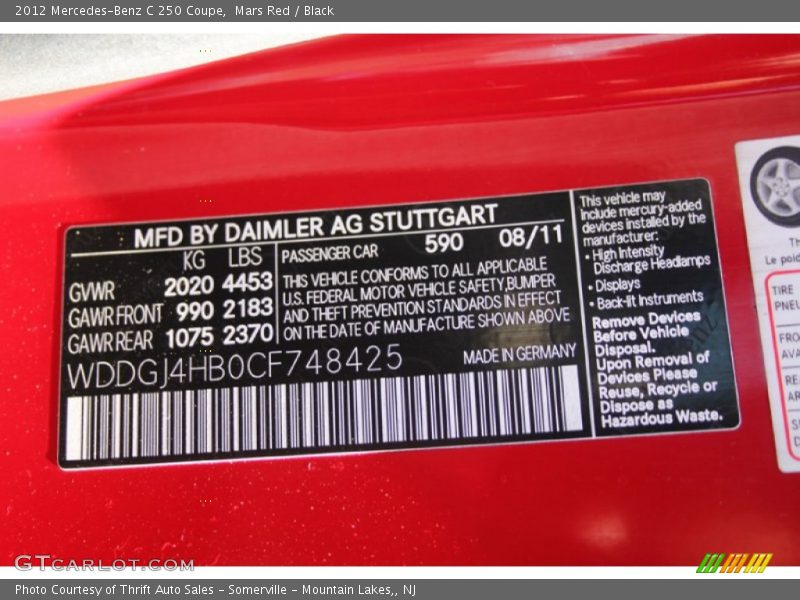 2012 Mercedes-Benz C 250 Coupe, Mars Red / Black
MFD BY DAIMLER AG STUTTGART
KG LBS
GVWR 2020 4453
GAWR FRONT 990 2183
GAWR REAR 1075 2370
PASSENGER CAR 590 08/11
THIS VEHICLE CONFORMS TO ALL APPLICABLE
U.S. FEDERAL MOTOR VEHICLE SAFETY,BUMPER
AND THEFT PREVENTION STANDARDS IN EFFECT
ON THE DATE OF MANUFACTURE SHOWN ABOVE
WDDGJ4HB0CF748425
MADE IN GERMANY
This vehicle may
include mercury-added
devices installed by the
manufacturer:
• High Intensity
Discharge Headlamps
• Displays
• Back-lit Instruments
Remove Devices
Before Vehicle
Disposal.
Upon Removal of
Devices Please
Reuse, Recycle or
Dispose as
Hazardous Waste.
Le poid
TIRE
GTcarlot.com
Photo Courtesy of Thrift Auto Sales - Somerville - Mountain Lakes,, NJ